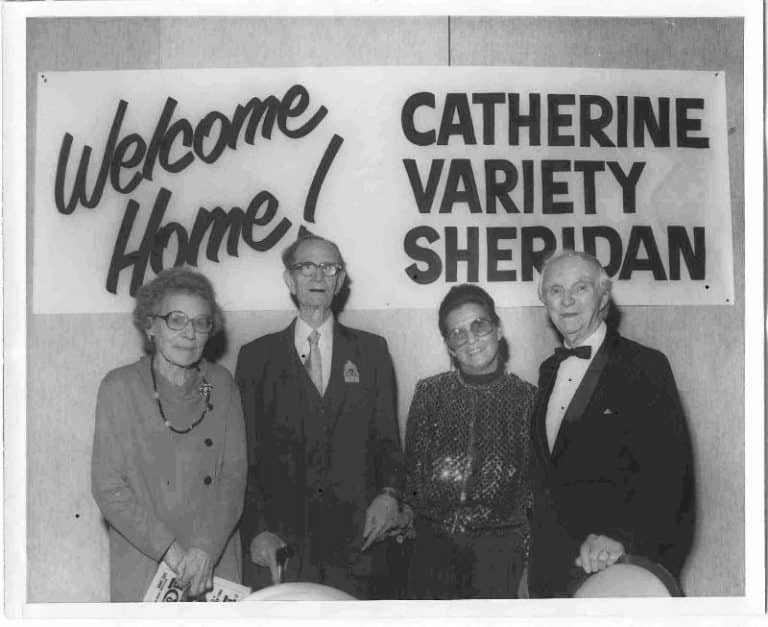 Welcome
Home!
CATHERINE
VARIETY
SHERIDAN